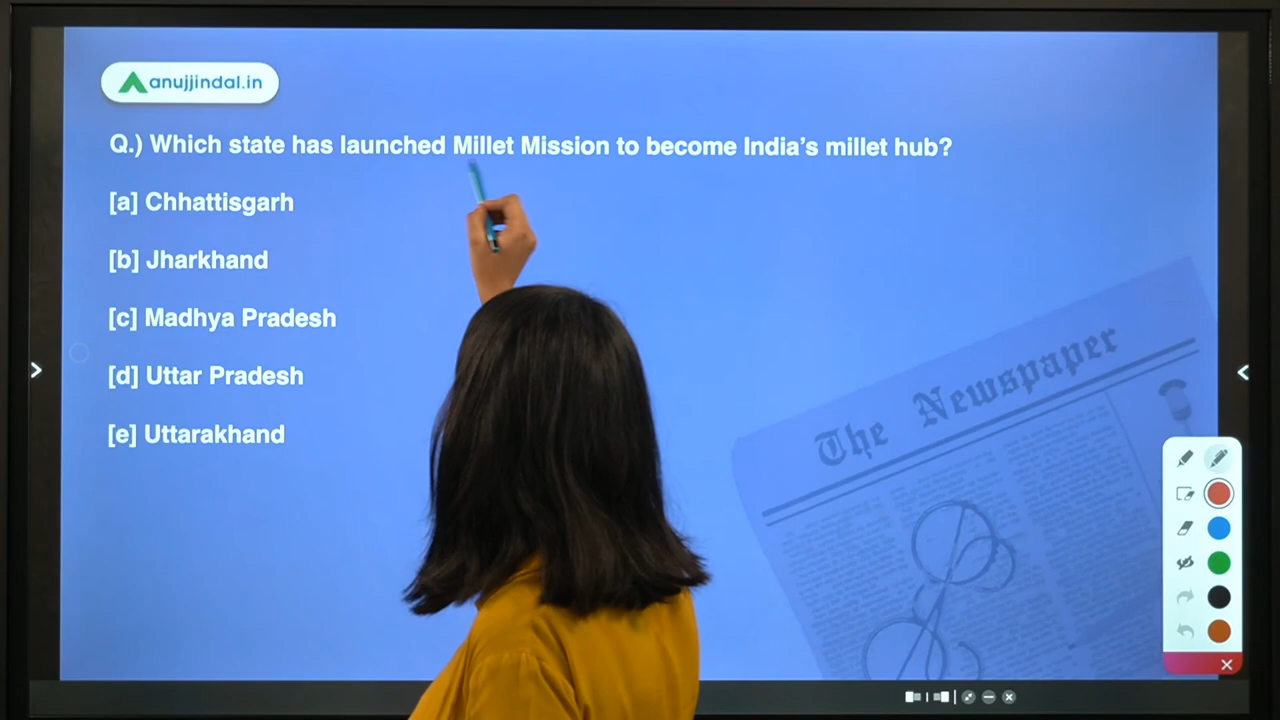 anujjindal.in
Q.) Which state has launched Millet Mission to become India's millet hub?
[a] Chhattisgarh
[b] Jharkhand
[c] Madhya Pradesh
[d] Uttar Pradesh
[e] Uttarakhand
The Newspaper